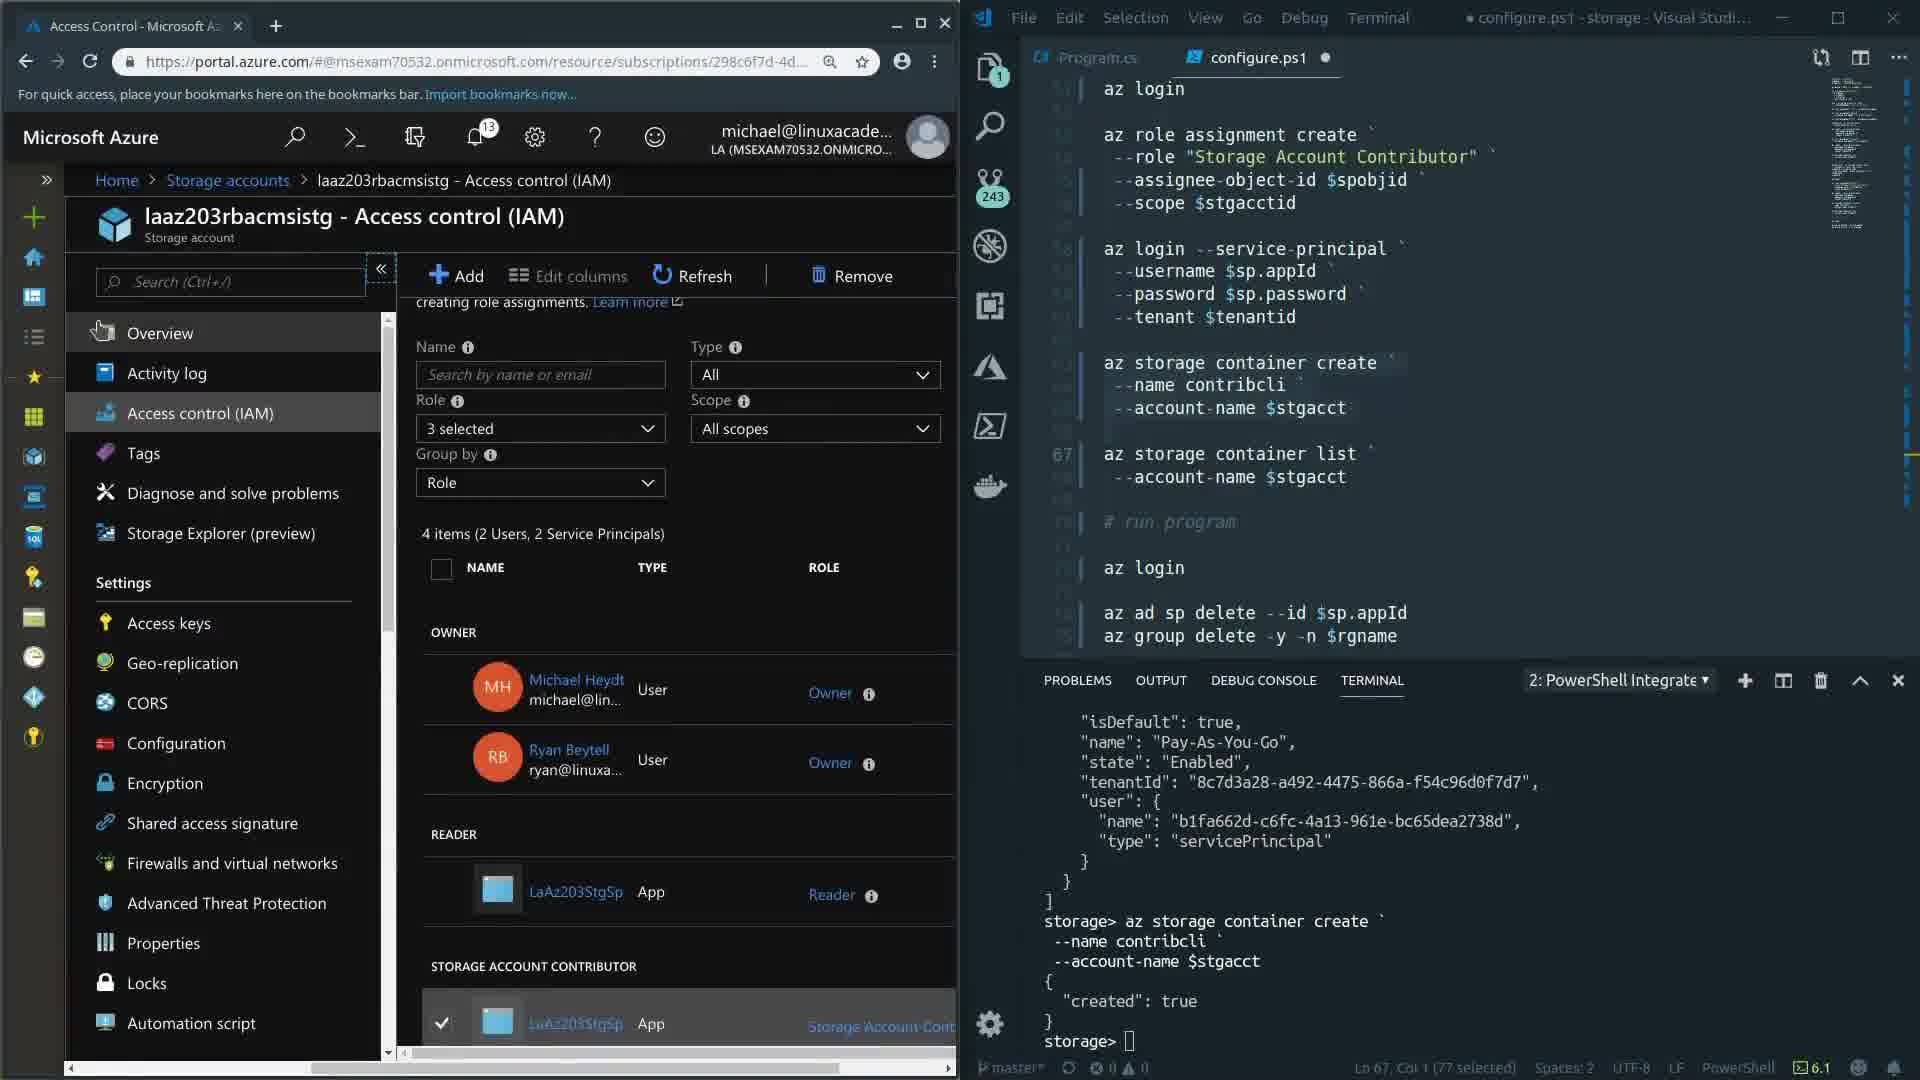 Access Control - Microsoft Az
https://portal.azure.com/#@msexam70532.onmicrosoft.com/resource/subscriptions/298c6f7d-4d...
For quick access, place your bookmarks here on the bookmarks bar. Import bookmarks now...
Microsoft Azure
13
michael@linuxacade...
LA (MSEXAM70532.ONMICRO...
Home > Storage accounts > laaz203rbacmsistg - Access control (IAM)
laaz203rbacmsistg - Access control (IAM)
Storage account
Search (Ctrl+/)
Overview
Activity log
Access control (IAM)
Tags
Diagnose and solve problems
Storage Explorer (preview)
Settings
Access keys
Geo-replication
CORS
Configuration
Encryption
Shared access signature
Firewalls and virtual networks
Advanced Threat Protection
Properties
Locks
Automation script
Add Edit columns Refresh Remove
creating role assignments. Learn more
Name Type
Search by name or email All
Role Scope
3 selected All scopes
Group by
Role
4 items (2 Users, 2 Service Principals)
NAME TYPE ROLE
OWNER
MH Michael Heydt User Owner
michael@lin...
RB Ryan Beytell User Owner
ryan@linuxa...
READER
LaAz203StgSp App Reader
STORAGE ACCOUNT CONTRIBUTOR
LaAz203StgSp App Storage Account Cont
File Edit Selection View Go Debug Terminal ● configure.ps1 - storage - Visual Studi...
Program.cs configure.ps1 ●
1
243
az login
az role assignment create `
--role "Storage Account Contributor" `
--assignee-object-id $spobjid `
--scope $stgacctid
az login --service-principal `
--username $sp.appId `
--password $sp.password `
--tenant $tenantid
az storage container create `
--name contribcli `
--account-name $stgacct
67 az storage container list `
--account-name $stgacct
# run program
az login
az ad sp delete --id $sp.appId
az group delete -y -n $rgname
PROBLEMS OUTPUT DEBUG CONSOLE TERMINAL 2: PowerShell Integrate
"isDefault": true,
"name": "Pay-As-You-Go",
"state": "Enabled",
"tenantId": "8c7d3a28-a492-4475-866a-f54c96d0f7d7",
"user": {
"name": "b1fa662d-c6fc-4a13-961e-bc65dea2738d",
"type": "servicePrincipal"
}
}
]
storage> az storage container create `
--name contribcli `
--account-name $stgacct
{
"created": true
}
storage>
master* 0 0 Ln 67, Col 1 (77 selected) Spaces: 2 UTF-8 LF PowerShell 6.1